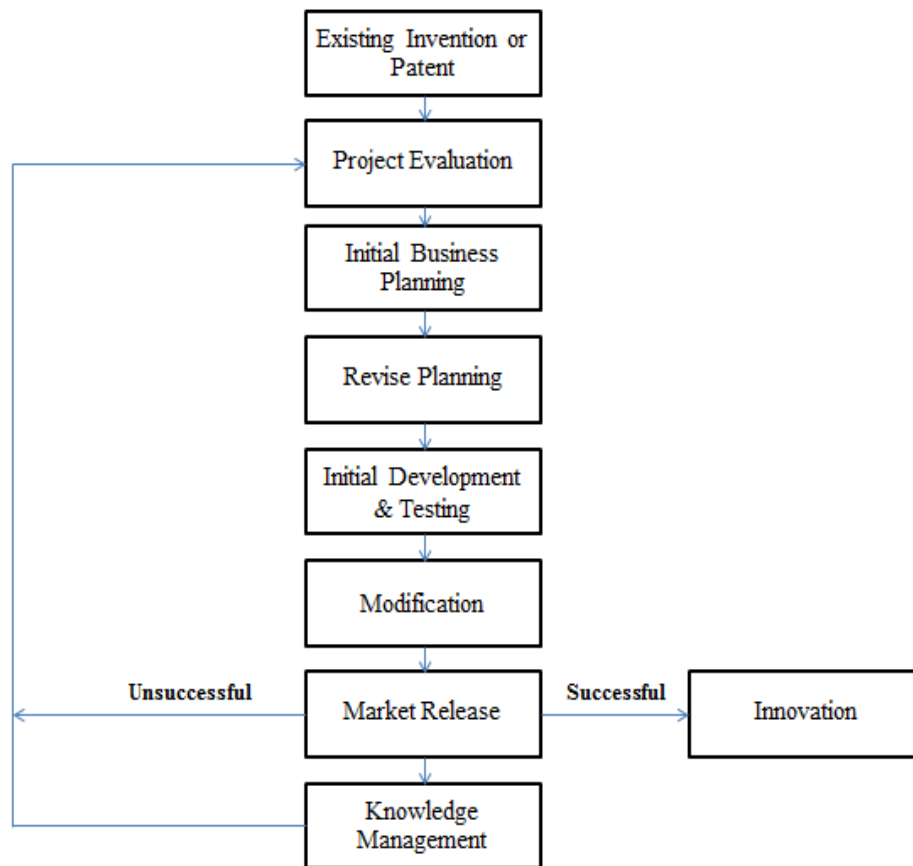 Existing Invention or
Patent
Project Evaluation
Initial Business
Planning
Revise Planning
Initial Development
& Testing
Modification
Unsuccessful
Market Release
Successful
Innovation
Knowledge
Management